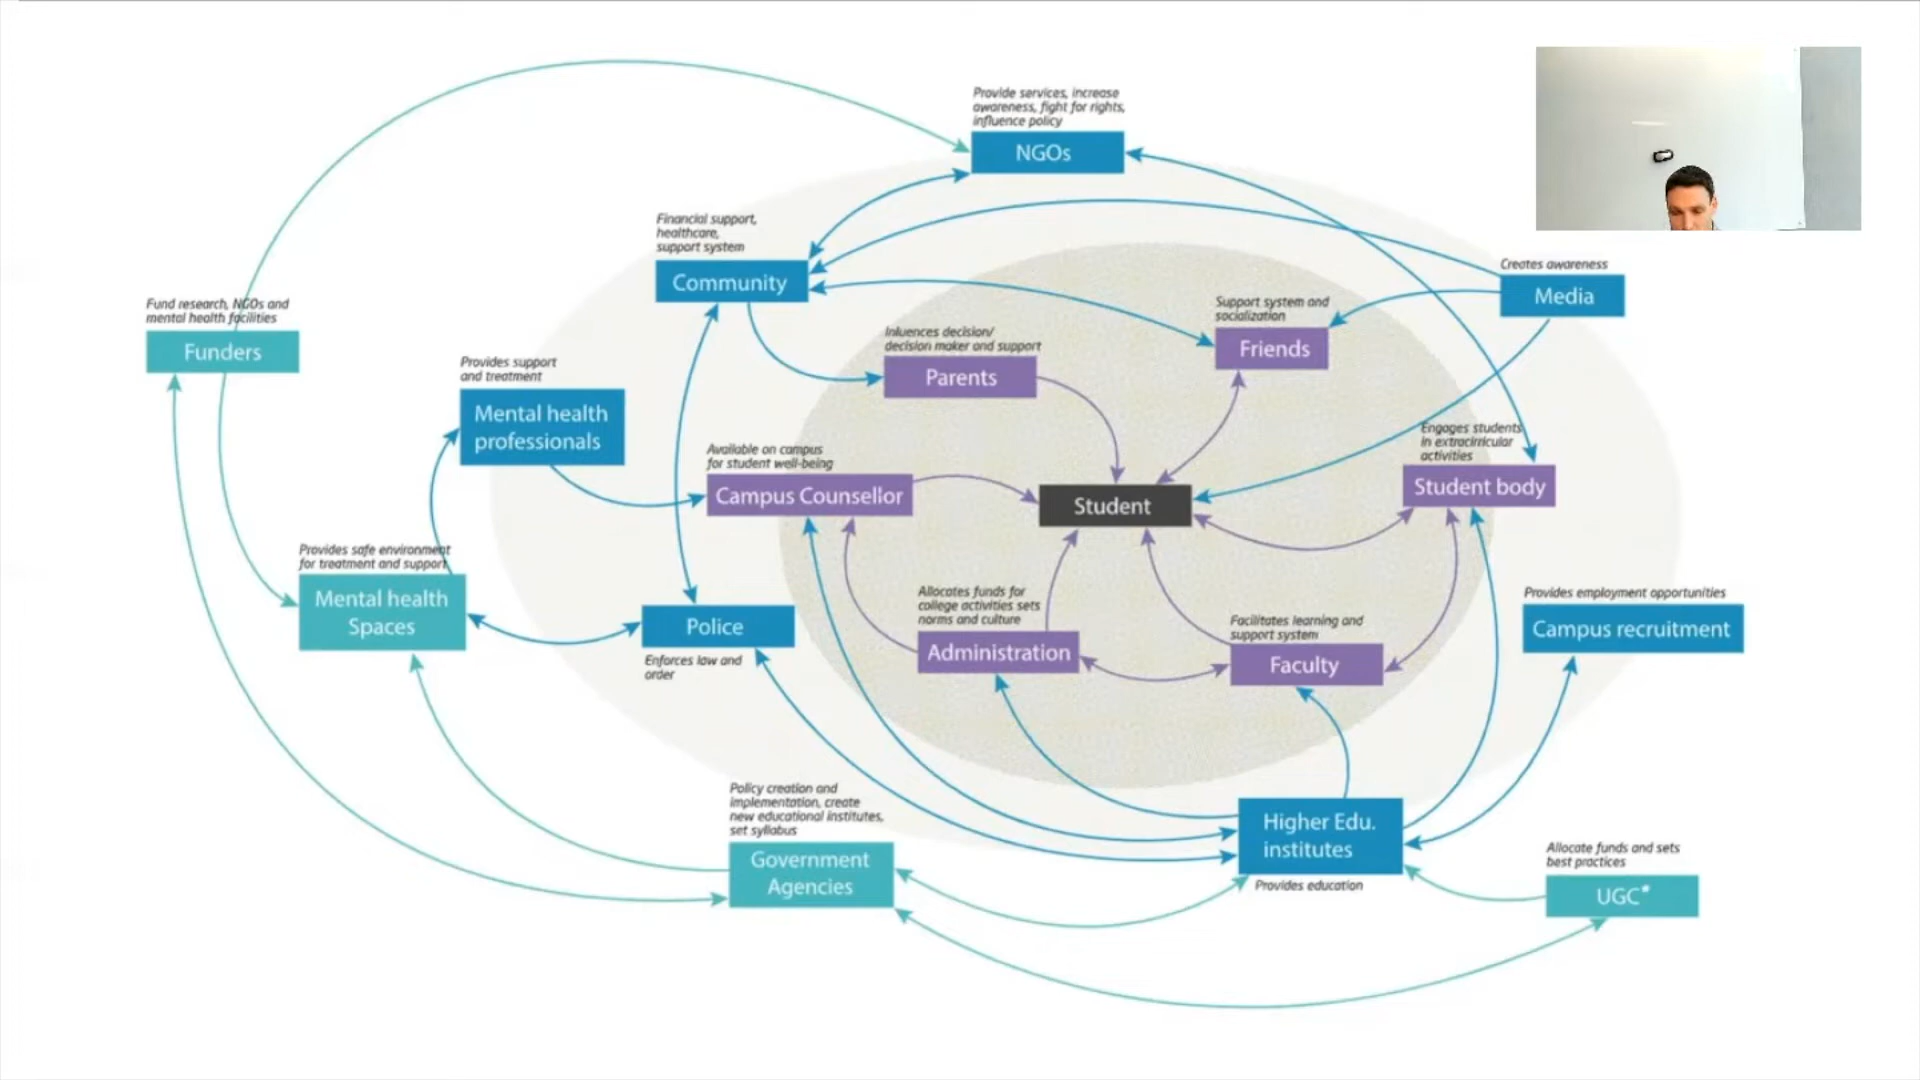 Provide services, increase
awareness, fight for rights,
influence policy
NGOs
Financial support,
healthcare,
support system
Community
Creates awareness
Media
Fund research, NGOs and
mental health facilities
Funders
Support system and
socialization
Friends
Inluences decision/
decision maker and support
Parents
Provides support
and treatment
Mental health
professionals
Available on campus
for student well-being
Campus Counsellor
Student
Engages students
in extracirricular
activities
Student body
Provides safe environment
for treatment and support
Mental health
Spaces
Police
Enforces law and
order
Allocates funds for
college activities sets
norms and culture
Administration
Facilitates learning and
support system
Faculty
Provides employment opportunities
Campus recruitment
Policy creation and
implementation, create
new educational institutes,
set syllabus
Government
Agencies
Higher Edu.
institutes
Provides education
Allocate funds and sets
best practices
UGC*